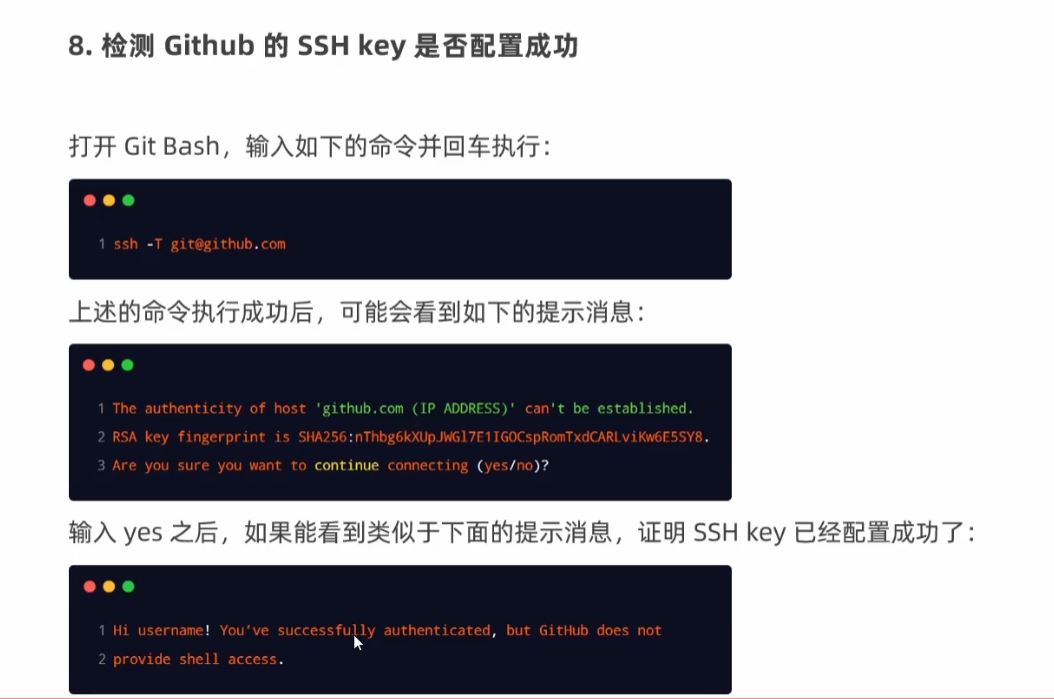 8. 检测 Github 的 SSH key 是否配置成功
打开 Git Bash，输入如下的命令并回车执行：
1 ssh -T git@github.com
上述的命令执行成功后，可能会看到如下的提示消息：
1 The authenticity of host 'github.com (IP ADDRESS)' can't be established.
2 RSA key fingerprint is SHA256:nThbg6kXUpJWGl7E1IGOCspRomTxdCARLviKw6E5SY8.
3 Are you sure you want to continue connecting (yes/no)?
输入 yes 之后，如果能看到类似于下面的提示消息，证明 SSH key 已经配置成功了：
1 Hi username! You've successfully authenticated, but GitHub does not
2 provide shell access.